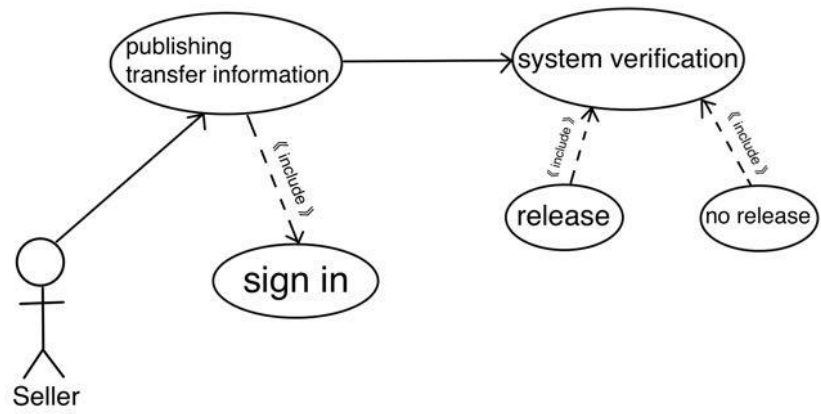 publishing
transfer information
system verification
《 include 》
《 include 》
《 include 》
release
no release
sign in
Seller